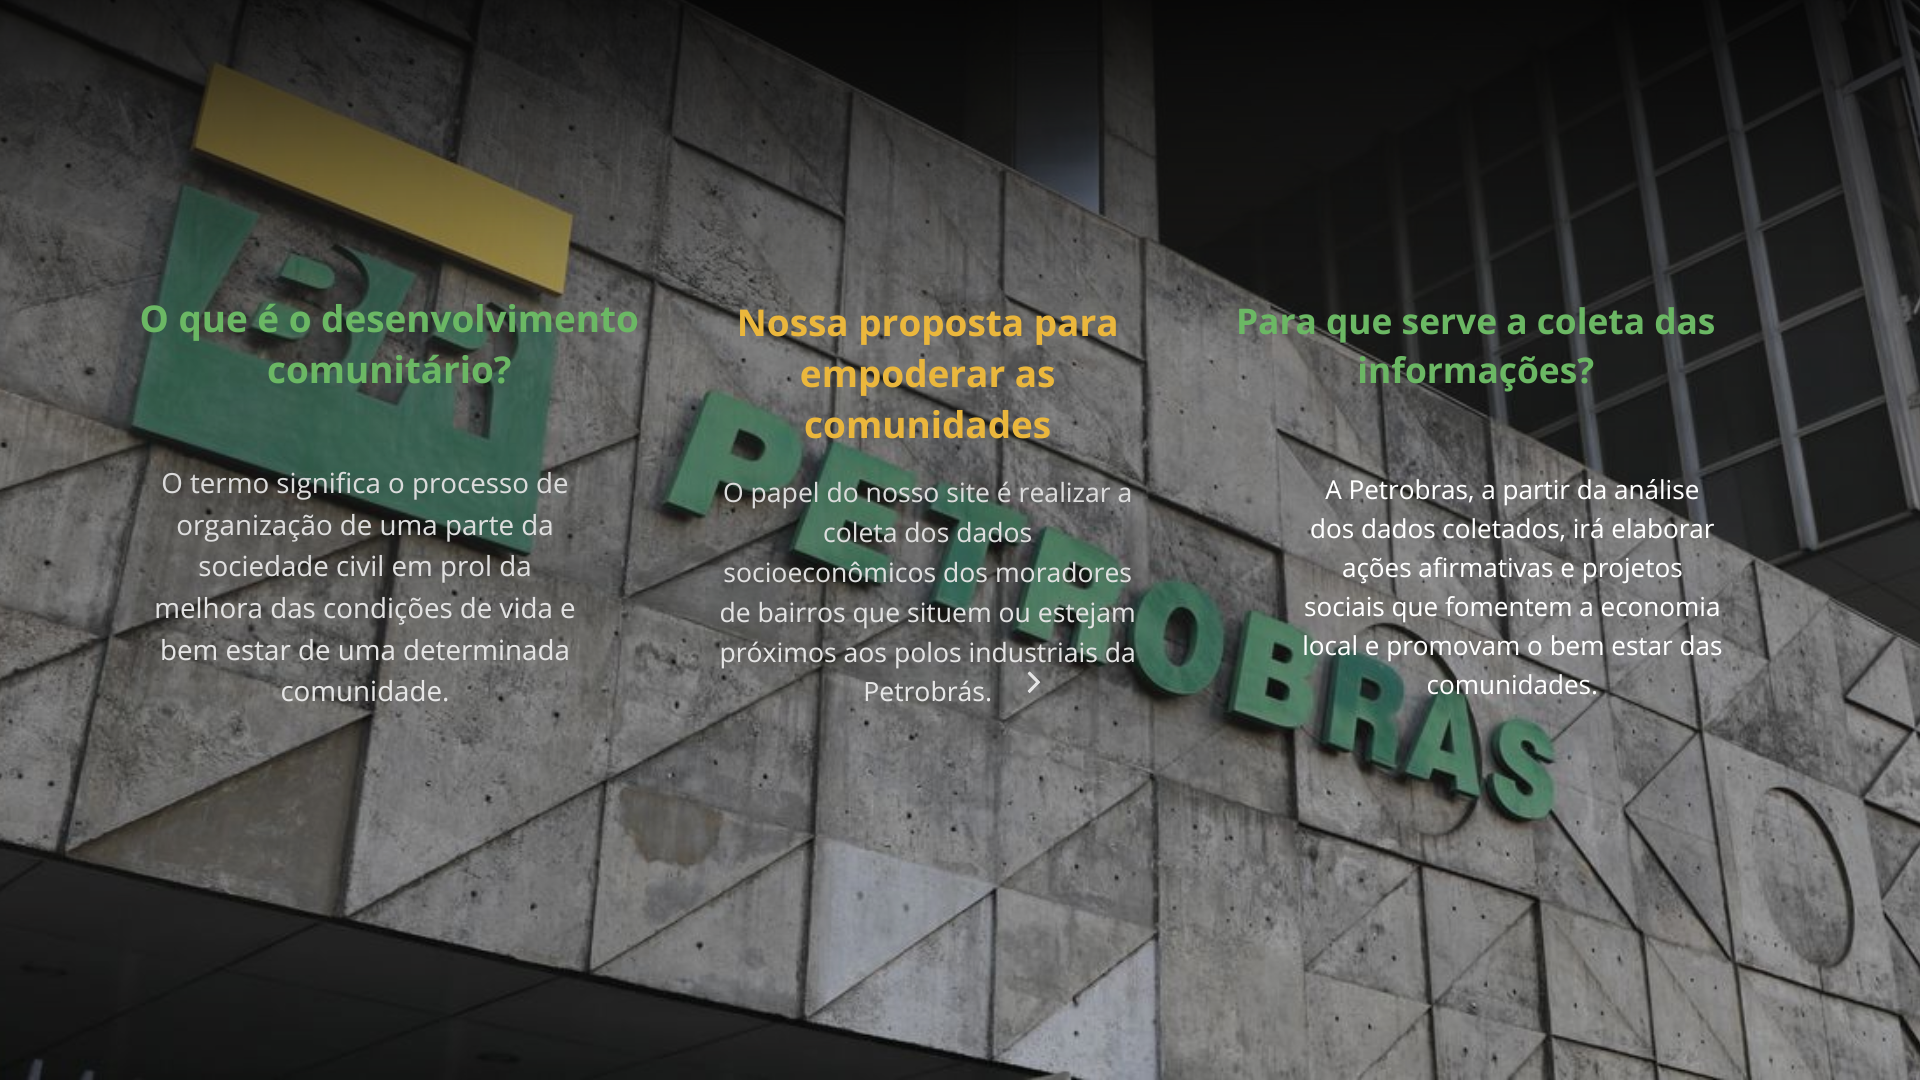 BR
PETROBRAS
O que é o desenvolvimento
comunitário?
O termo significa o processo de
organização de uma parte da
sociedade civil em prol da
melhora das condições de vida e
bem estar de uma determinada
comunidade.
Nossa proposta para
empoderar as
comunidades
O papel do nosso site é realizar a
coleta dos dados
socioeconômicos dos moradores
de bairros que situem ou estejam
próximos aos polos industriais da
Petrobrás.
Para que serve a coleta das
informações?
A Petrobras, a partir da análise
dos dados coletados, irá elaborar
ações afirmativas e projetos
sociais que fomentem a economia
local e promovam o bem estar das
comunidades.